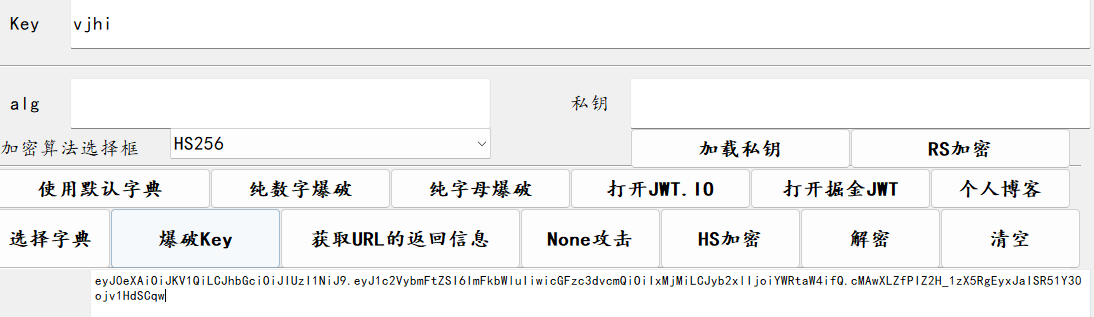 Key vjhi
alg 私钥
加密算法选择框 HS256 加载私钥 RS加密
使用默认字典 纯数字爆破 纯字母爆破 打开JWT.IO 打开掘金JWT 个人博客
选择字典 爆破Key 获取URL的返回信息 None攻击 HS加密 解密 清空
eyJ0eXAiOiJKV1QiLCJhbGciOiJIUzI1NiJ9.eyJ1c2VybmFtZSI6ImFkbWluIiwicGFzc3dvcmQiOiIxMjMiLCJyb2xlIjoiYWRtaW4ifQ.cMAwXLZfPIZ2H_1zX5RgEyxJaISR51Y3O
ojv1HdSCqw